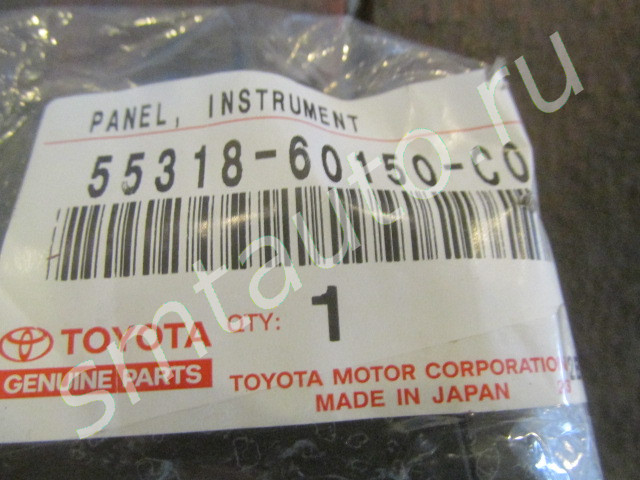 PANEL, INSTRUMENT
55318-60150-C0
TOYOTA QTY: 1
GENUINE PARTS
TOYOTA MOTOR CORPORATION
MADE IN JAPAN
smtauto.ru